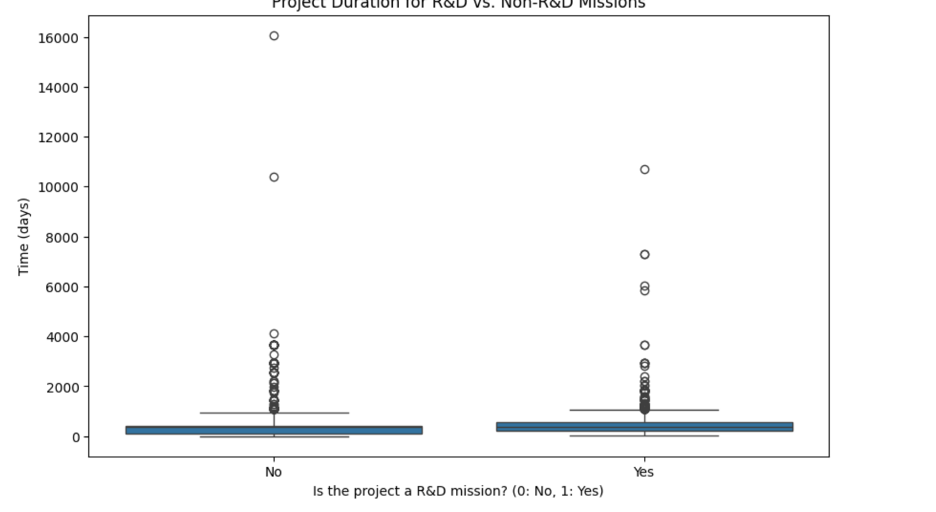 Project Duration for R&D vs. Non-R&D Missions
16000
14000
12000
10000
8000
6000
4000
2000
0
Time (days)
No Yes
Is the project a R&D mission? (0: No, 1: Yes)